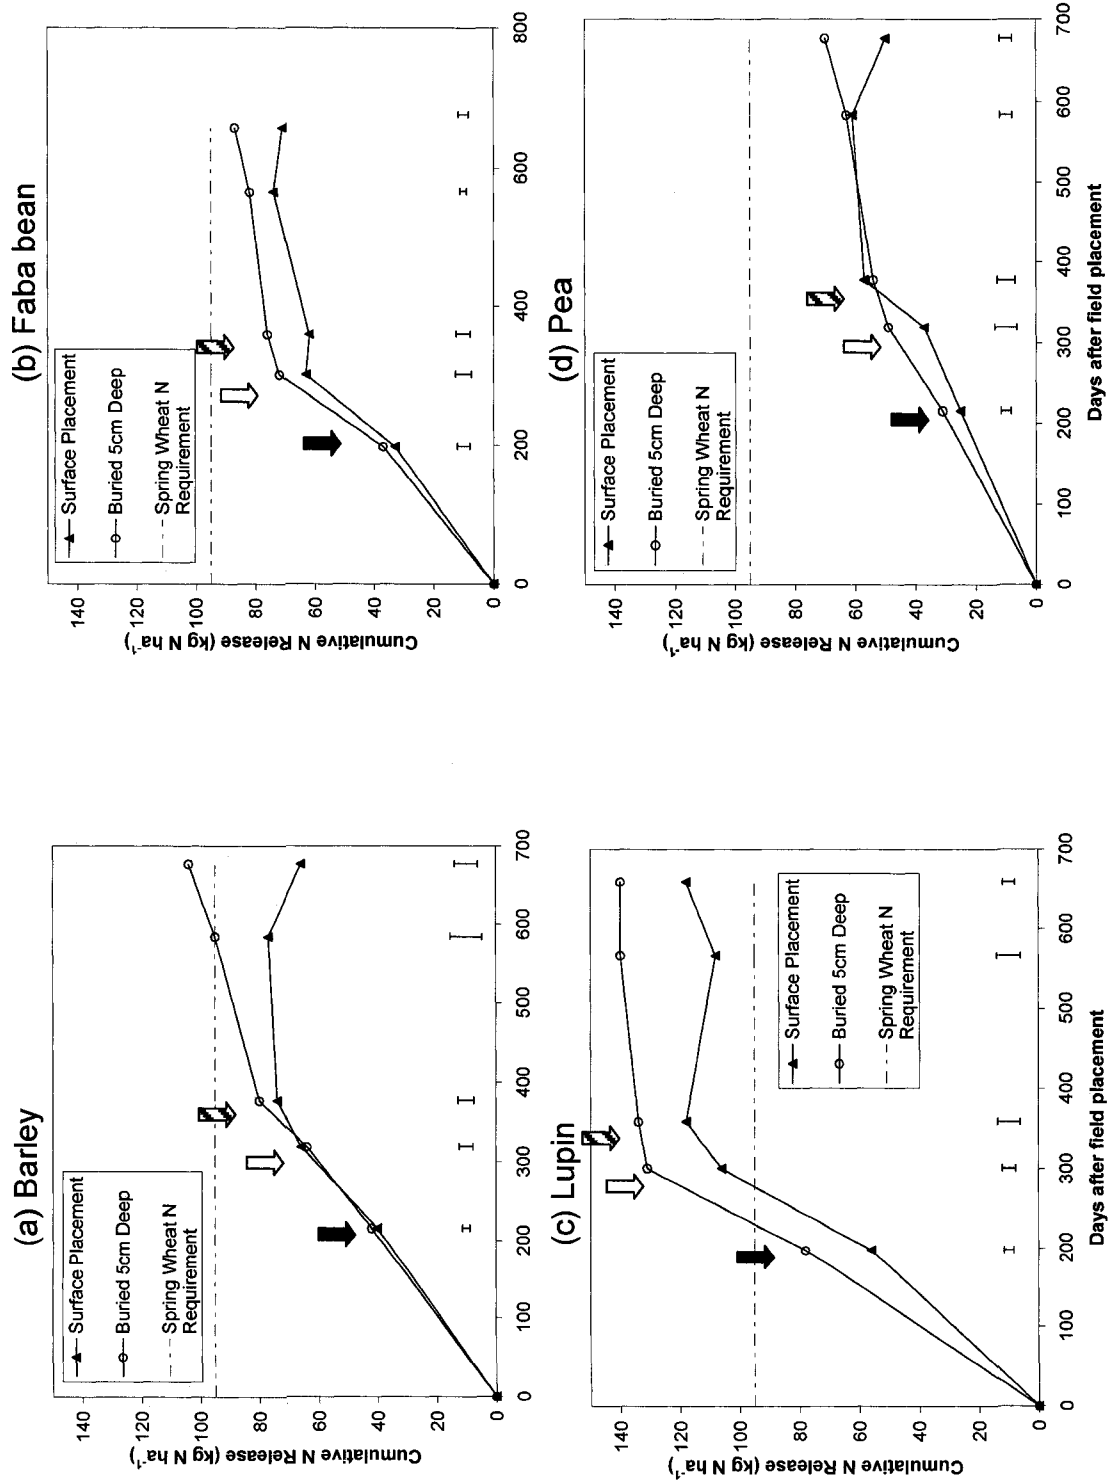 (a) Barley
Cumulative N Release (kg N ha⁻¹)
140
120
100
80
60
40
20
0
0
100
200
300
400
500
600
700
Surface Placement
Buried 5cm Deep
Spring Wheat N
Requirement
(b) Faba bean
Cumulative N Release (kg N ha⁻¹)
140
120
100
80
60
40
20
0
0
200
400
600
800
Surface Placement
Buried 5cm Deep
Spring Wheat N
Requirement
(c) Lupin
Cumulative N Release (kg N ha⁻¹)
140
120
100
80
60
40
20
0
0
100
200
300
400
500
600
700
Days after field placement
Surface Placement
Buried 5cm Deep
Spring Wheat N
Requirement
(d) Pea
Cumulative N Release (kg N ha⁻¹)
140
120
100
80
60
40
20
0
0
100
200
300
400
500
600
700
Days after field placement
Surface Placement
Buried 5cm Deep
Spring Wheat N
Requirement